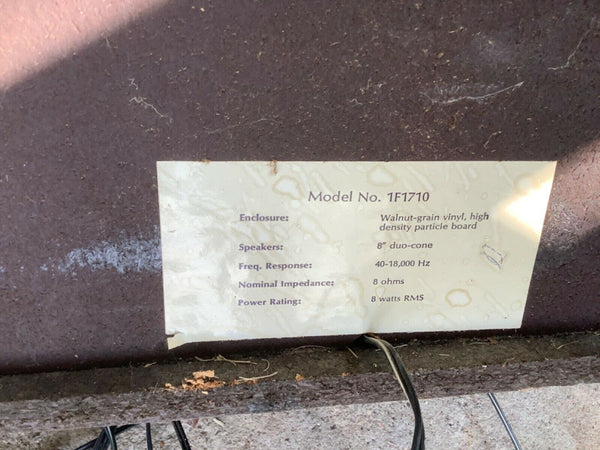 Model No. 1F1710
Enclosure: Walnut-grain vinyl, high
density particle board
Speakers: 8" duo-cone
Freq. Response: 40-18,000 Hz
Nominal Impedance: 8 ohms
Power Rating: 8 watts RMS